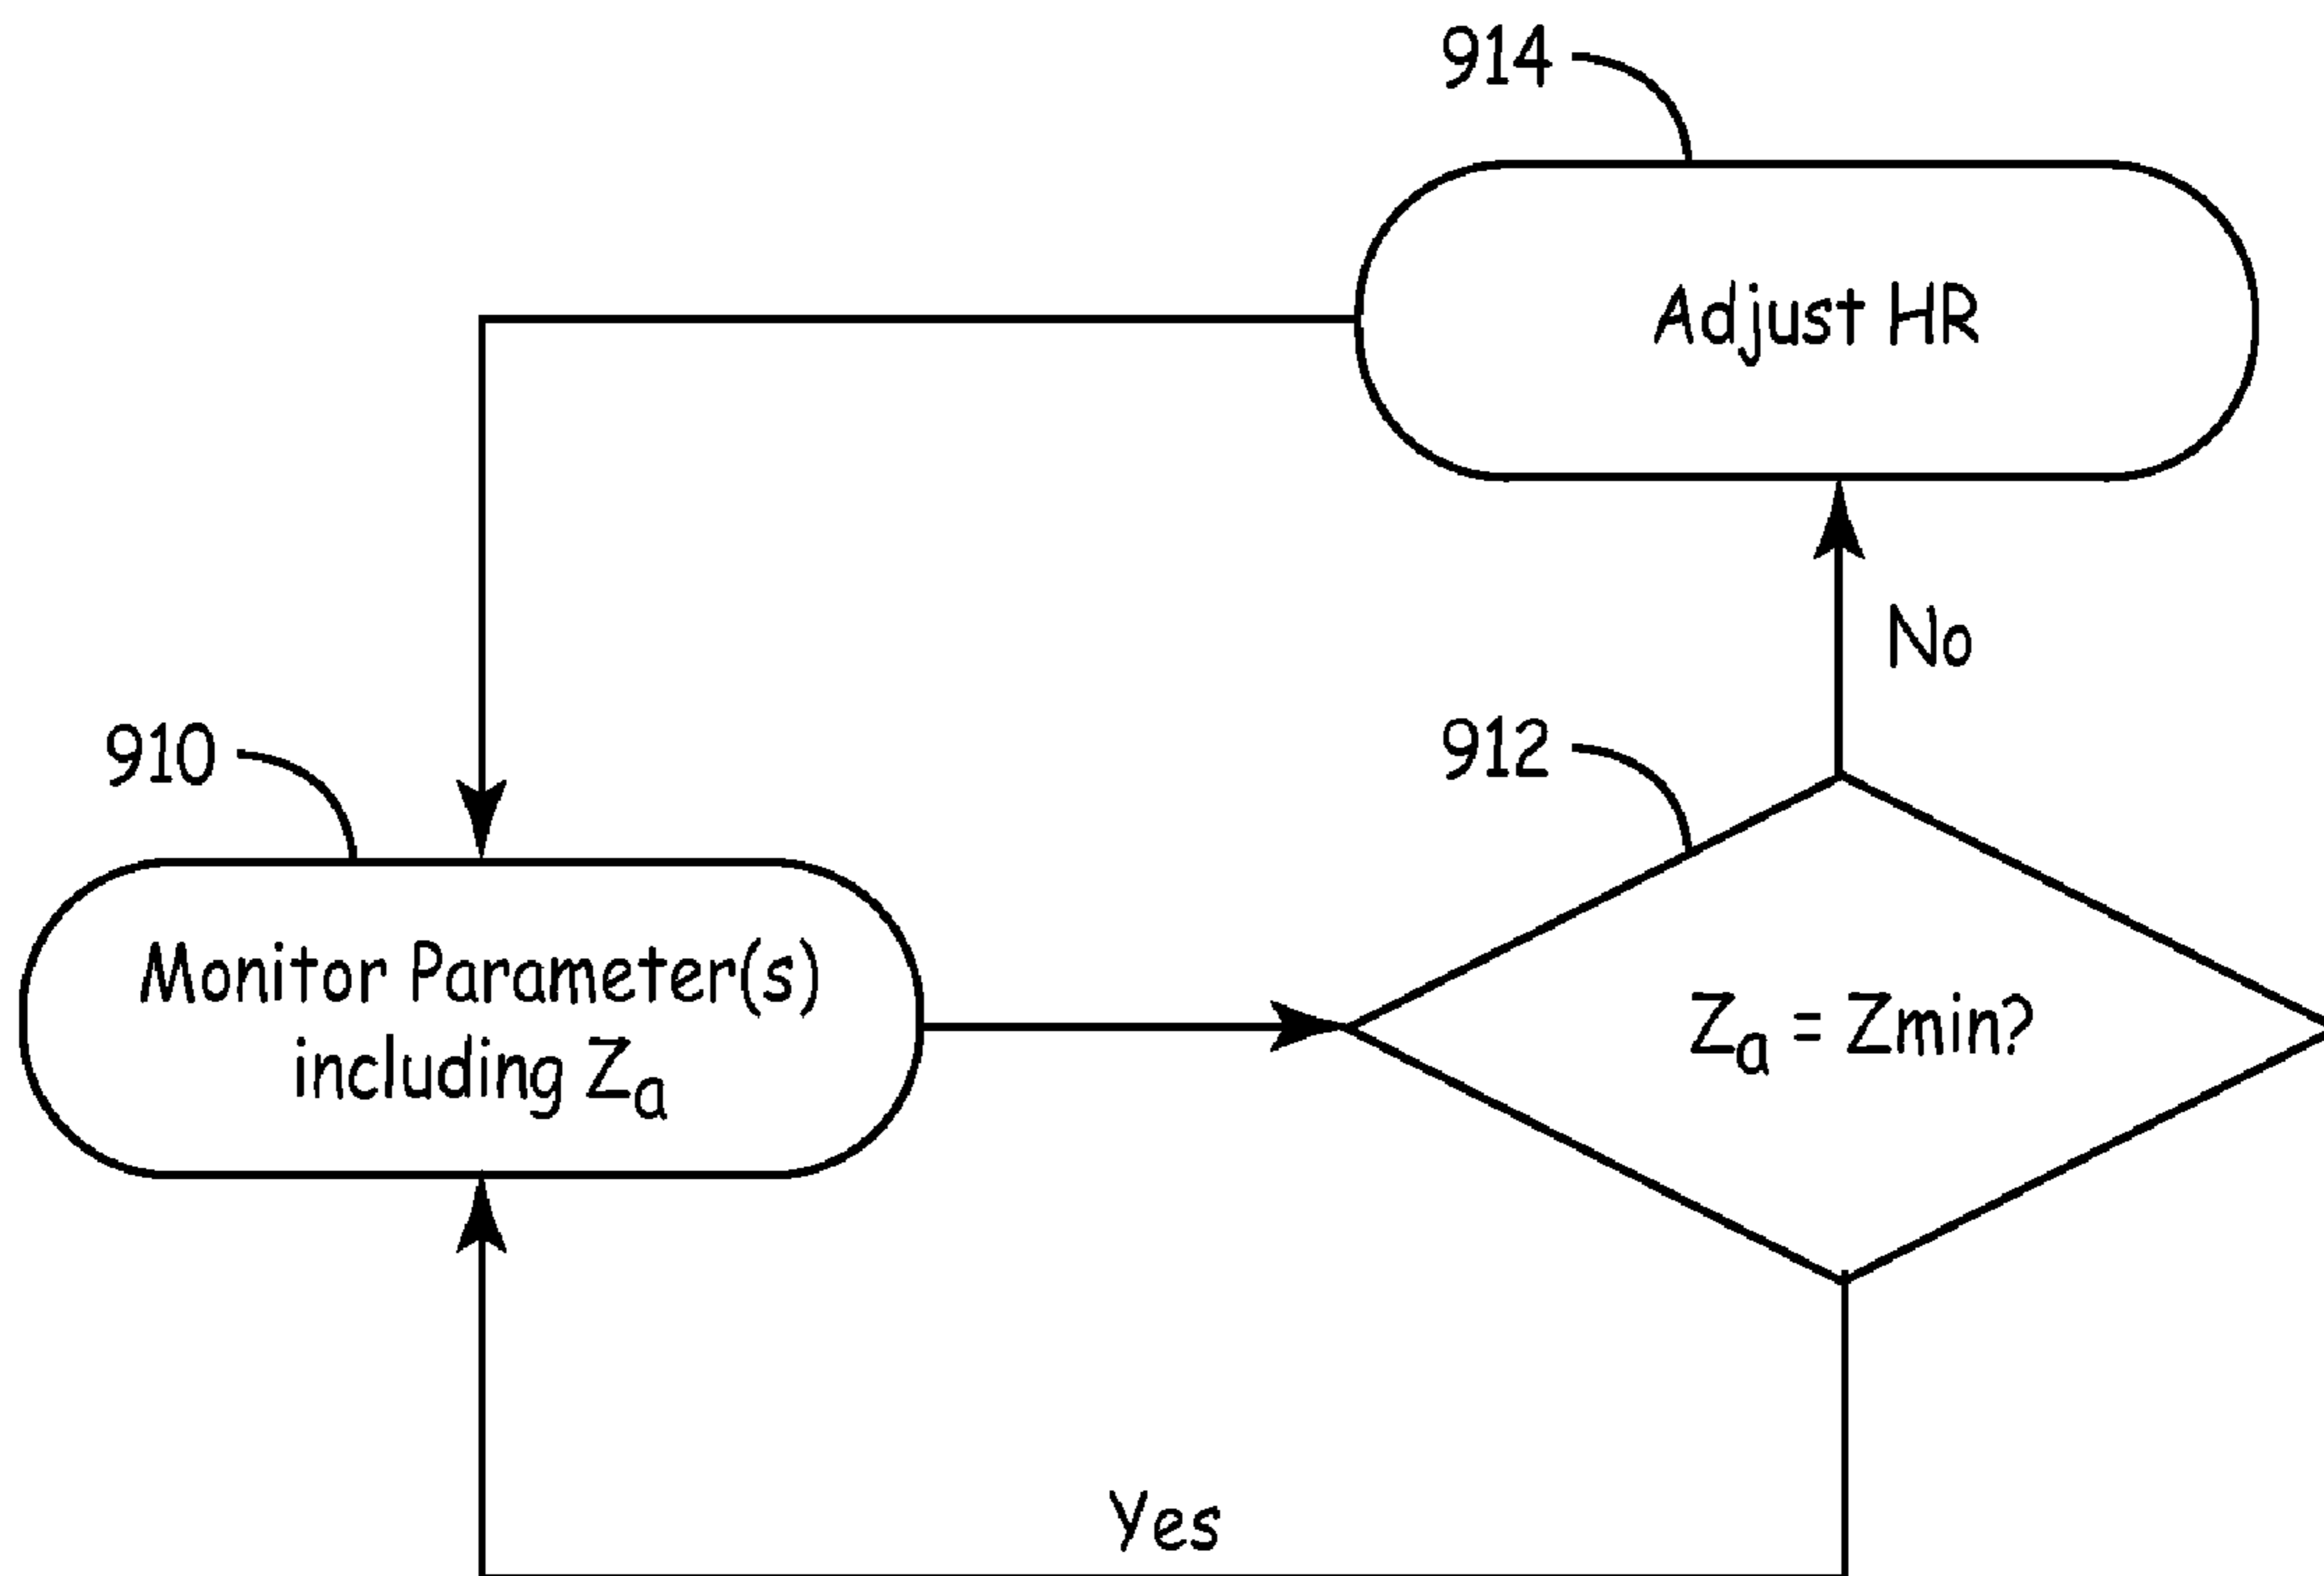 914
Adjust HR
No
910
912
Monitor Parameter(s)
including Za
Za = Zmin?
Yes